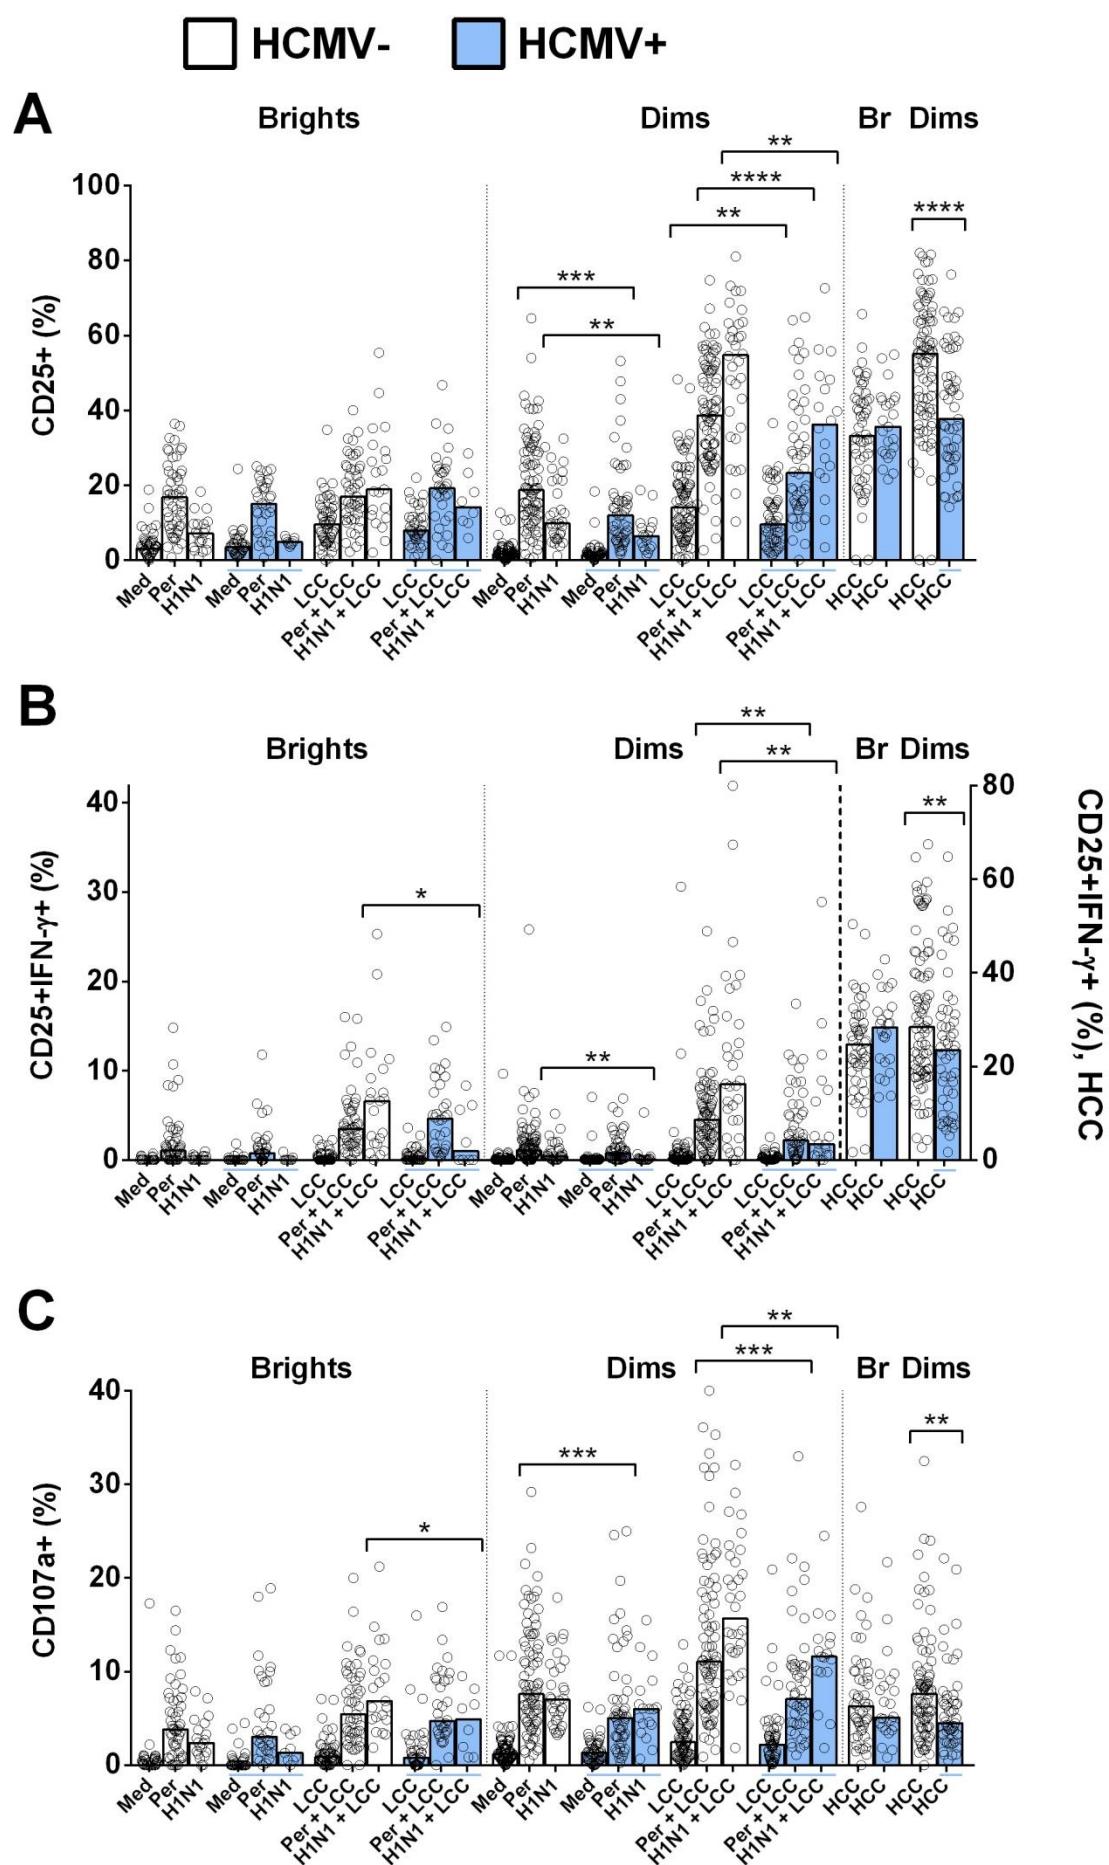 HCMV- HCMV+
A
Brights Dims Br Dims
**
****
** ****
***
**
CD25+ (%)
100
80
60
40
20
0
Med Per H1N1 Med Per H1N1 LCC Per + LCC H1N1 + LCC LCC Per + LCC H1N1 + LCC Med Per H1N1 Med Per H1N1 LCC Per + LCC H1N1 + LCC LCC Per + LCC H1N1 + LCC HCC HCC HCC HCC
B
**
Brights Dims ** Br Dims
**
*
**
CD25+IFN-γ+ (%)
40
30
20
10
0
80
60
40
20
0
CD25+IFN-γ+ (%), HCC
Med Per H1N1 Med Per H1N1 LCC Per + LCC H1N1 + LCC LCC Per + LCC H1N1 + LCC Med Per H1N1 Med Per H1N1 LCC Per + LCC H1N1 + LCC LCC Per + LCC H1N1 + LCC HCC HCC HCC HCC
C
**
***
Brights Dims Br Dims
**
***
*
CD107a+ (%)
40
30
20
10
0
Med Per H1N1 Med Per H1N1 LCC Per + LCC H1N1 + LCC LCC Per + LCC H1N1 + LCC Med Per H1N1 Med Per H1N1 LCC Per + LCC H1N1 + LCC LCC Per + LCC H1N1 + LCC HCC HCC HCC HCC